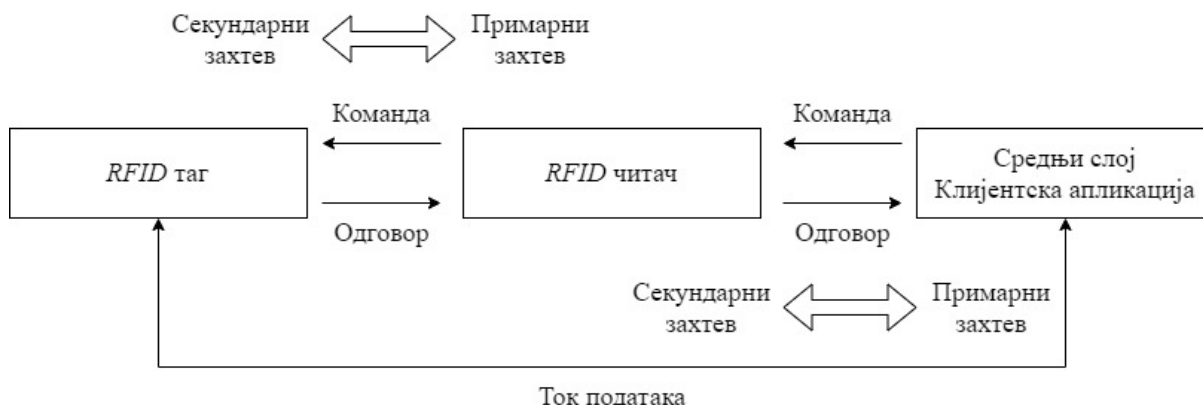 Секундарни
захтев
Примарни
захтев
Команда
Команда
RFID таг
RFID читач
Средњи слој
Клијентска апликација
Одговор
Одговор
Секундарни
захтев
Примарни
захтев
Ток података